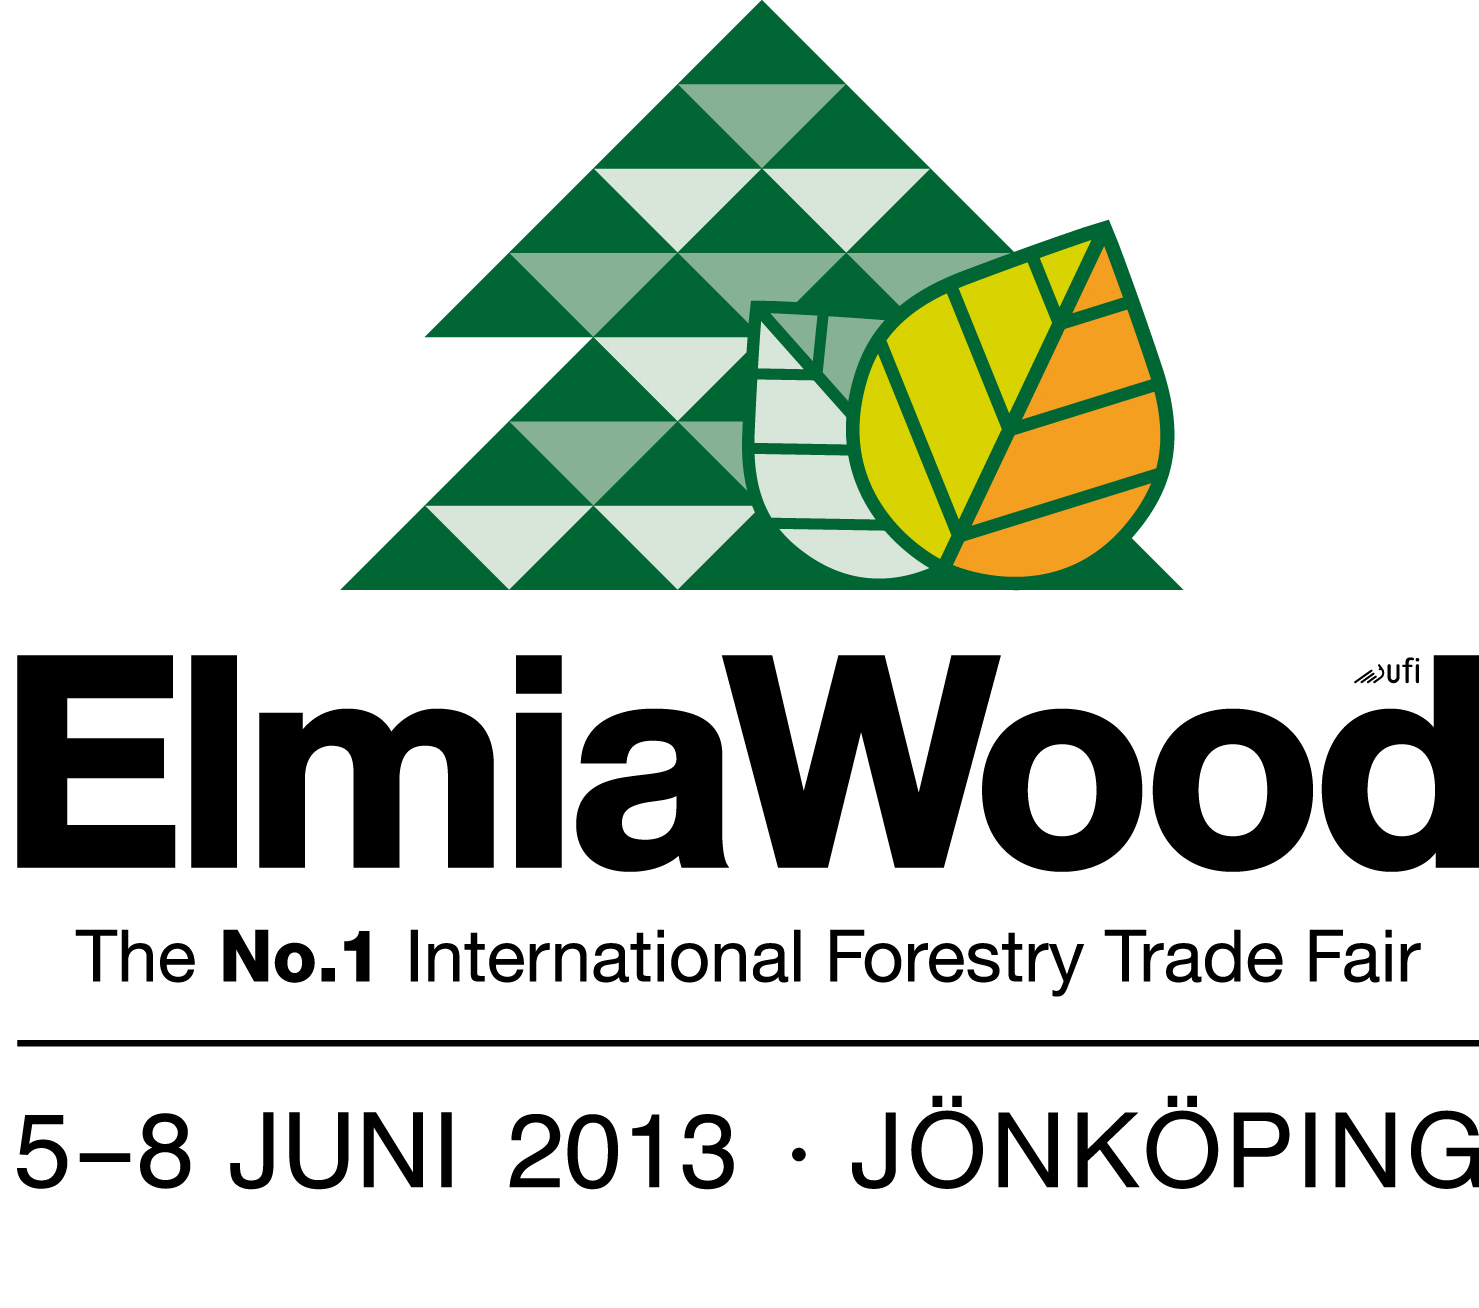 ufi
ElmiaWood
The No.1 International Forestry Trade Fair
5–8 JUNI 2013 · JÖNKÖPING